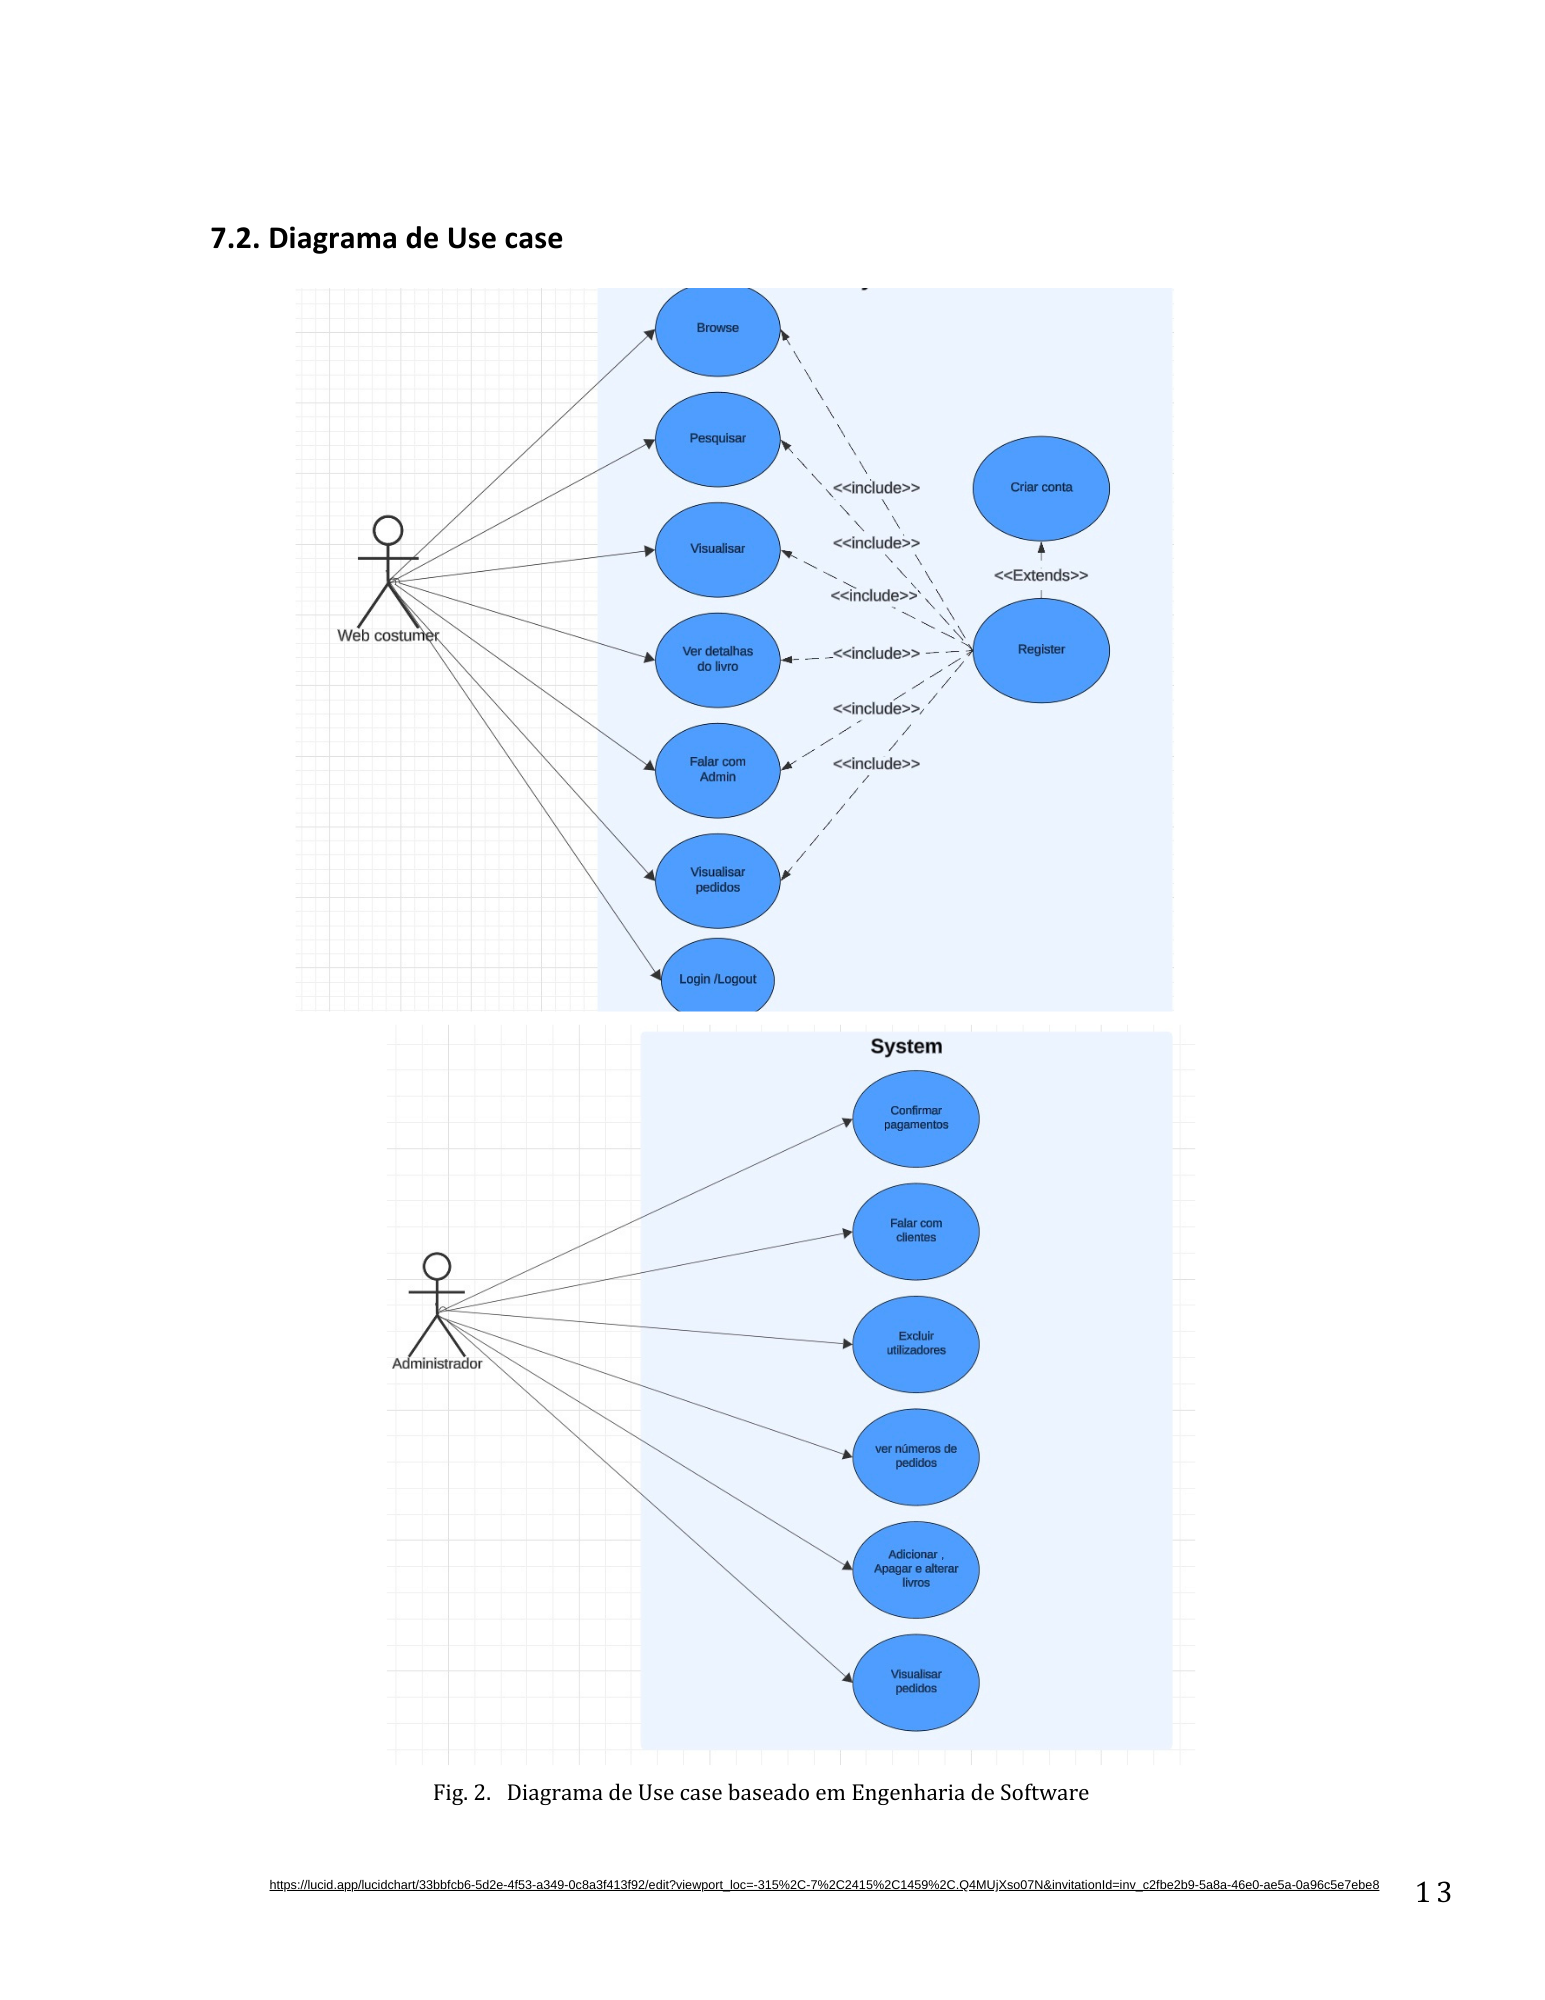 7.2. Diagrama de Use case
Browse
Pesquisar
<<include>>
Criar conta
<<include>>
Visualisar
<<Extends>>
<<include>>
Web costumer
Ver detalhas
do livro
<<include>>
Register
<<include>>
Falar com
Admin
<<include>>
Visualisar
pedidos
Login /Logout
System
Confirmar
pagamentos
Falar com
clientes
Administrador
Excluir
utilizadores
ver números de
pedidos
Adicionar ,
Apagar e alterar
livros
Visualisar
pedidos
Fig. 2. Diagrama de Use case baseado em Engenharia de Software
https://lucid.app/lucidchart/33bbfcb6-5d2e-4f53-a349-0c8a3f413f92/edit?viewport_loc=-315%2C-7%2C2415%2C1459%2C.Q4MUjXso07N&invitationId=inv_c2fbe2b9-5a8a-46e0-ae5a-0a96c5e7ebe8
13